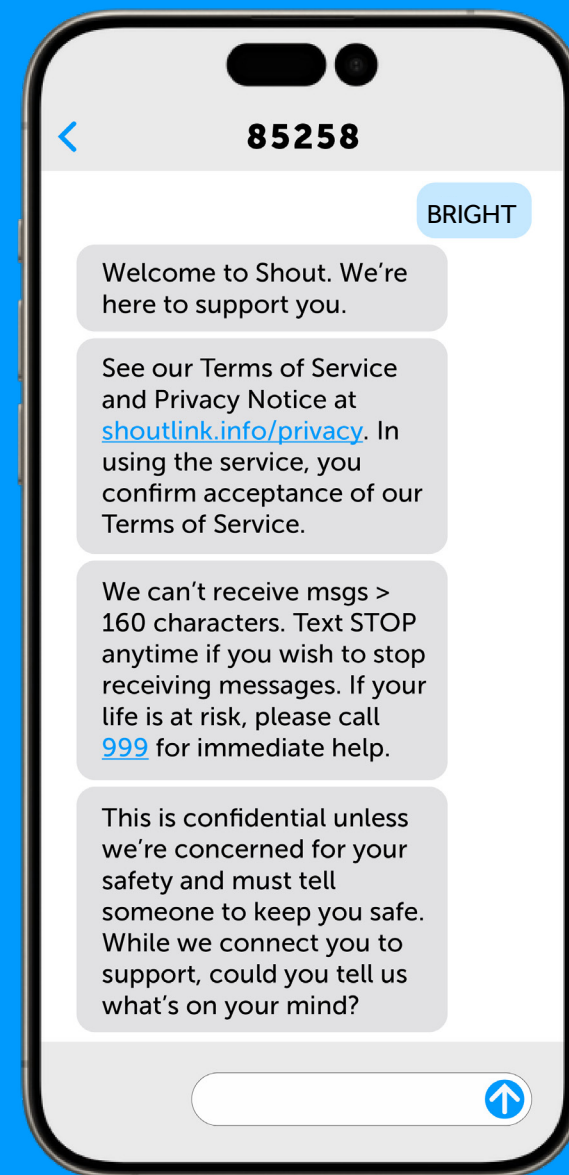 85258
BRIGHT
Welcome to Shout. We’re
here to support you.
See our Terms of Service
and Privacy Notice at
shoutlink.info/privacy. In
using the service, you
confirm acceptance of our
Terms of Service.
We can’t receive msgs >
160 characters. Text STOP
anytime if you wish to stop
receiving messages. If your
life is at risk, please call
999 for immediate help.
This is confidential unless
we’re concerned for your
safety and must tell
someone to keep you safe.
While we connect you to
support, could you tell us
what’s on your mind?